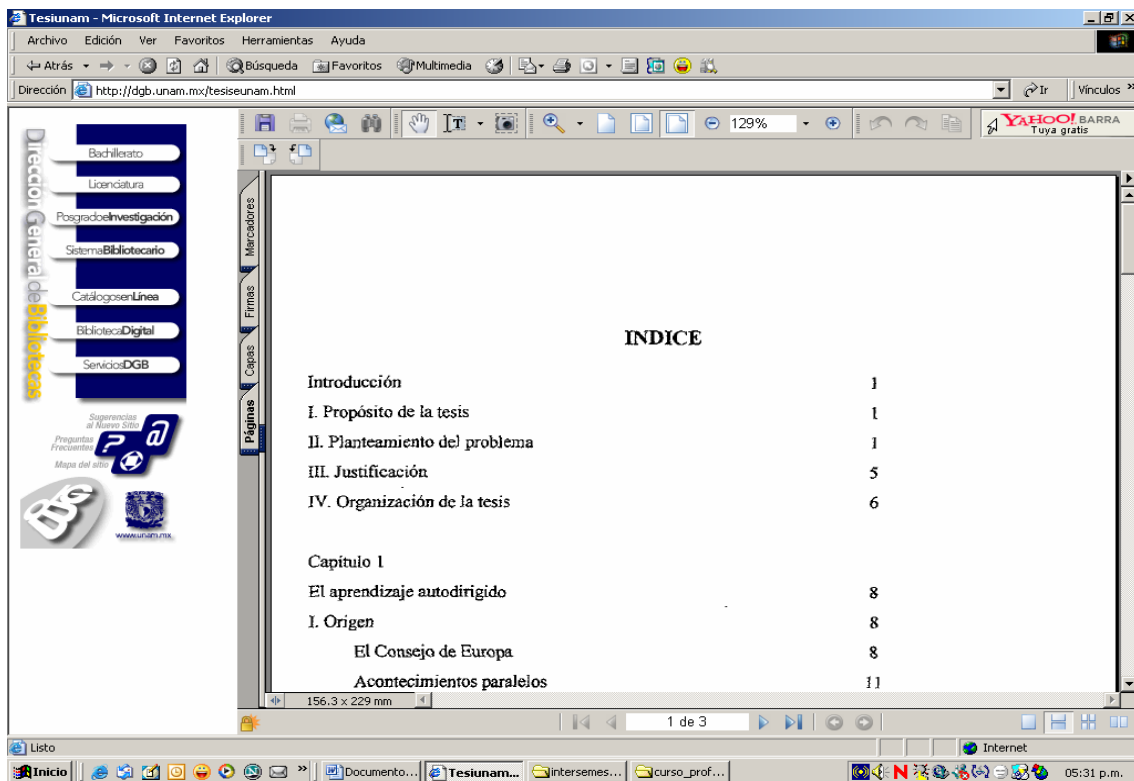 Tesiunam - Microsoft Internet Explorer
Archivo Edición Ver Favoritos Herramientas Ayuda
Atrás Búsqueda Favoritos Multimedia
Dirección http://dgb.unam.mx/tesiseunam.html Ir Vínculos »
129% YAHOO! BARRA
Tuya gratis
Dirección General de Bibliotecas
Bachillerato
Licenciatura
PosgradoeInvestigación
SistemaBibliotecario
CatálogosenLínea
BibliotecaDigital
ServiciosDGB
Sugerencias
al Nuevo Sitio
Preguntas
Frecuentes
Mapa del sitio
www.unam.mx
Marcadores
Firmas
Capas
Páginas
INDICE
Introducción 1
I. Propósito de la tesis 1
II. Planteamiento del problema 1
III. Justificación 5
IV. Organización de la tesis 6
Capítulo 1
El aprendizaje autodirigido 8
I. Origen 8
El Consejo de Europa 8
Acontecimientos paralelos 11
156.3 x 229 mm
1 de 3
Listo Internet
Inicio » Documento... Tesiunam... intersemes... curso_prof... 05:31 p.m.